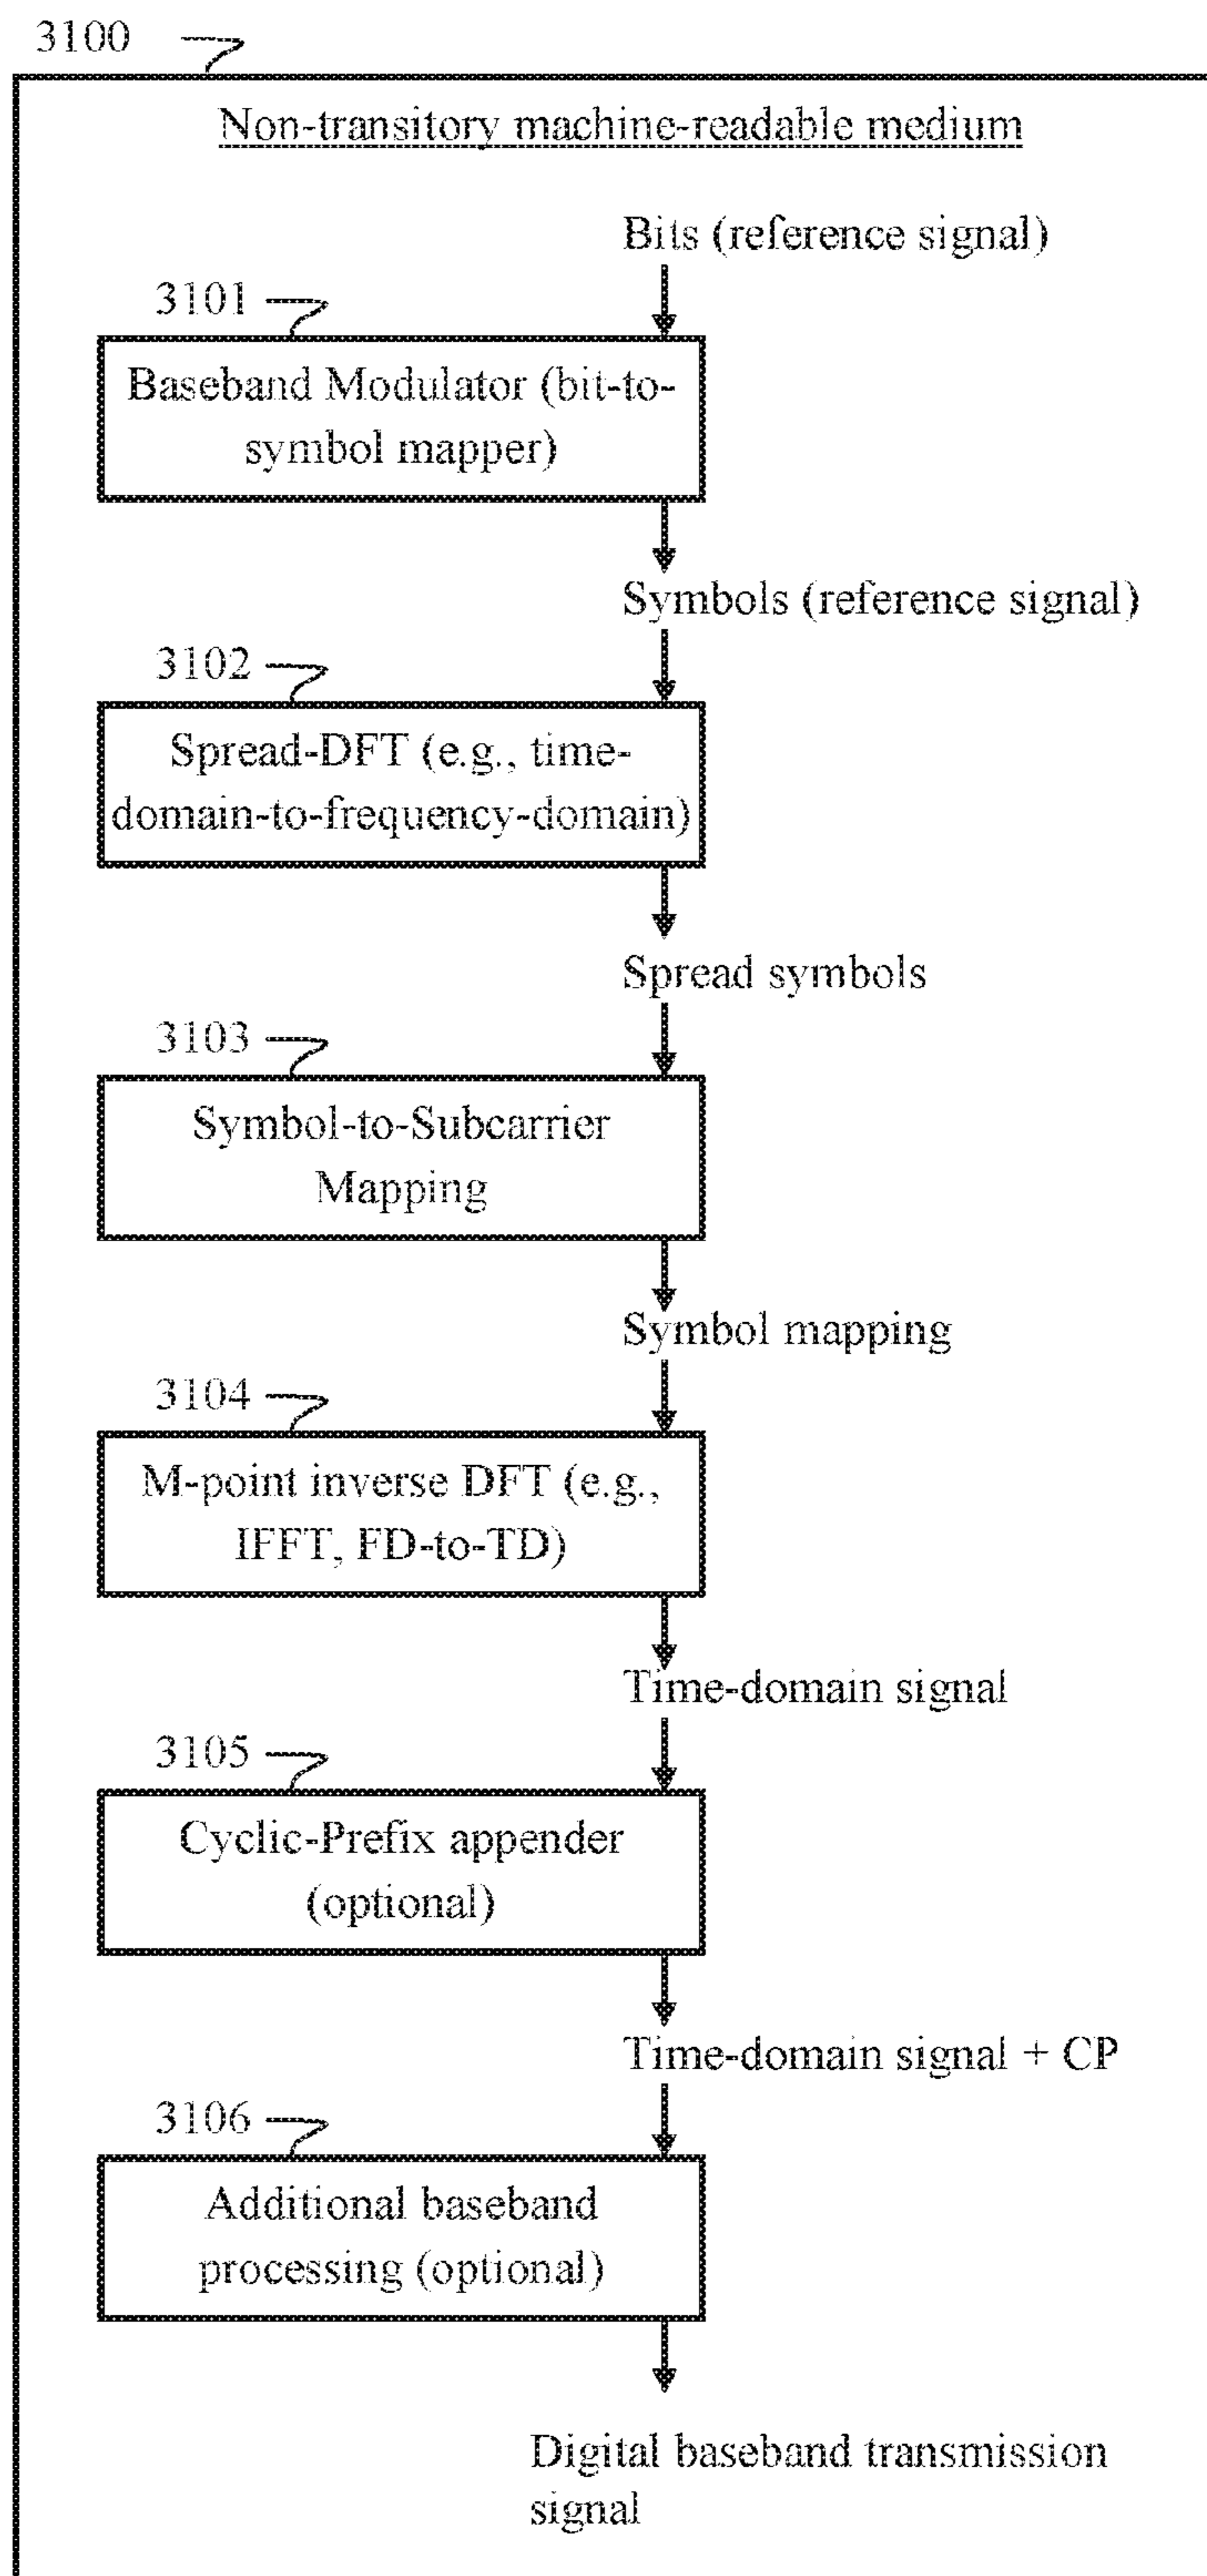 3100
Non-transitory machine-readable medium
Bits (reference signal)
3101
Baseband Modulator (bit-to-
symbol mapper)
Symbols (reference signal)
3102
Spread-DFT (e.g., time-
domain-to-frequency-domain)
Spread symbols
3103
Symbol-to-Subcarrier
Mapping
Symbol mapping
3104
M-point inverse DFT (e.g.,
IFFT, FD-to-TD)
Time-domain signal
3105
Cyclic-Prefix appender
(optional)
Time-domain signal + CP
3106
Additional baseband
processing (optional)
Digital baseband transmission
signal